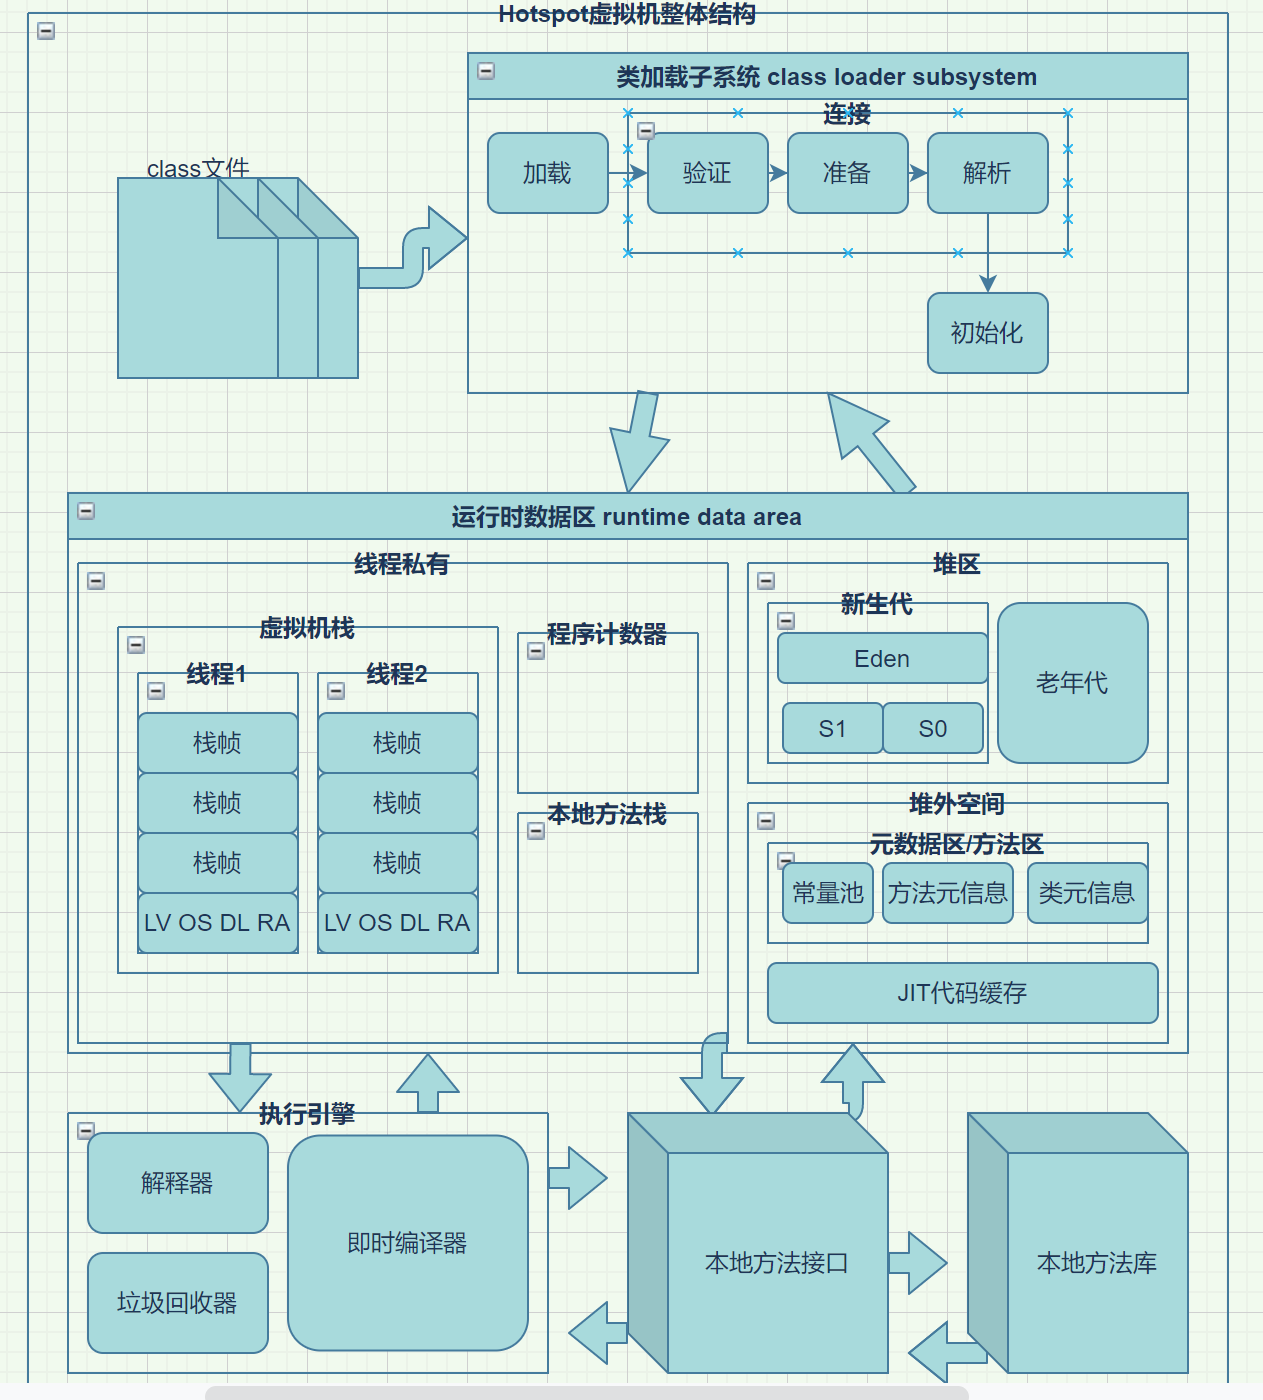 Hotspot虚拟机整体结构
类加载子系统 class loader subsystem
连接
加载
验证
准备
解析
class文件
初始化
运行时数据区 runtime data area
线程私有
堆区
虚拟机栈
程序计数器
新生代
线程1
线程2
Eden
老年代
S1
S0
栈帧
栈帧
栈帧
栈帧
栈帧
栈帧
LV OS DL RA
LV OS DL RA
本地方法栈
堆外空间
元数据区/方法区
常量池
方法元信息
类元信息
JIT代码缓存
执行引擎
解释器
即时编译器
垃圾回收器
本地方法接口
本地方法库